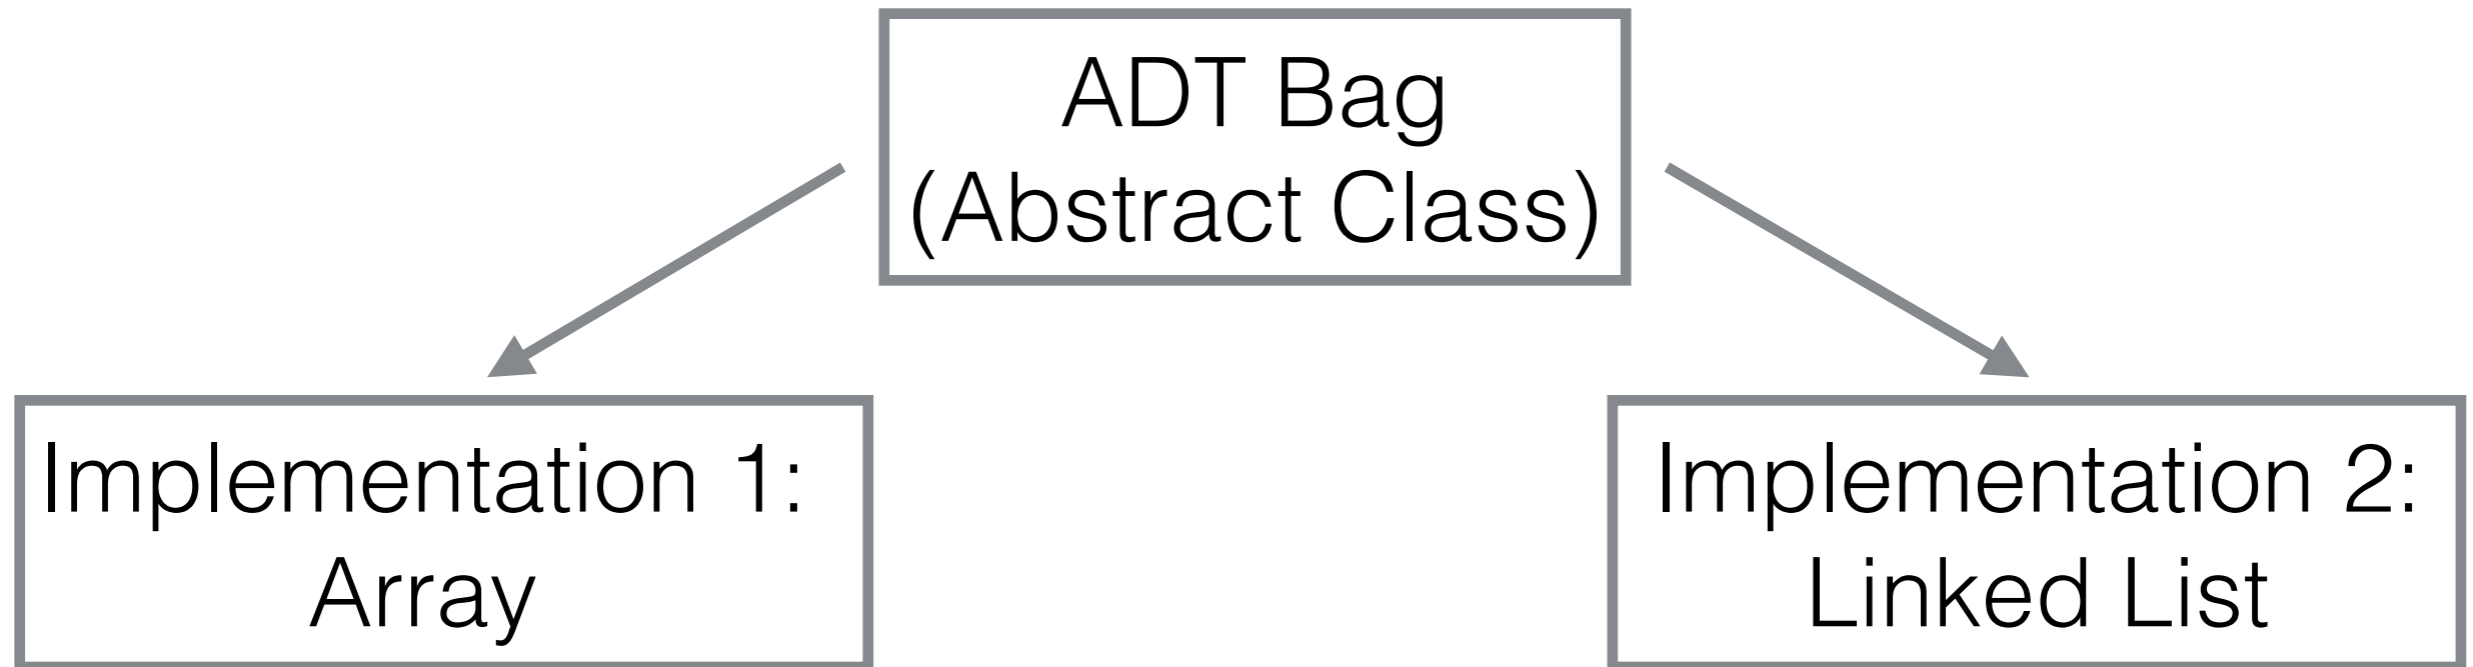 ADT Bag
(Abstract Class)
Implementation 1:
Array
Implementation 2:
Linked List